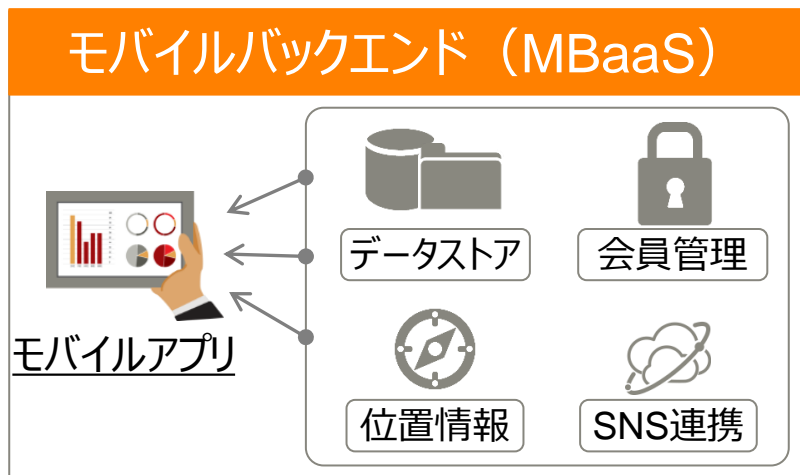 モバイルバックエンド（MBaaS）
データストア
会員管理
モバイルアプリ
位置情報
SNS連携